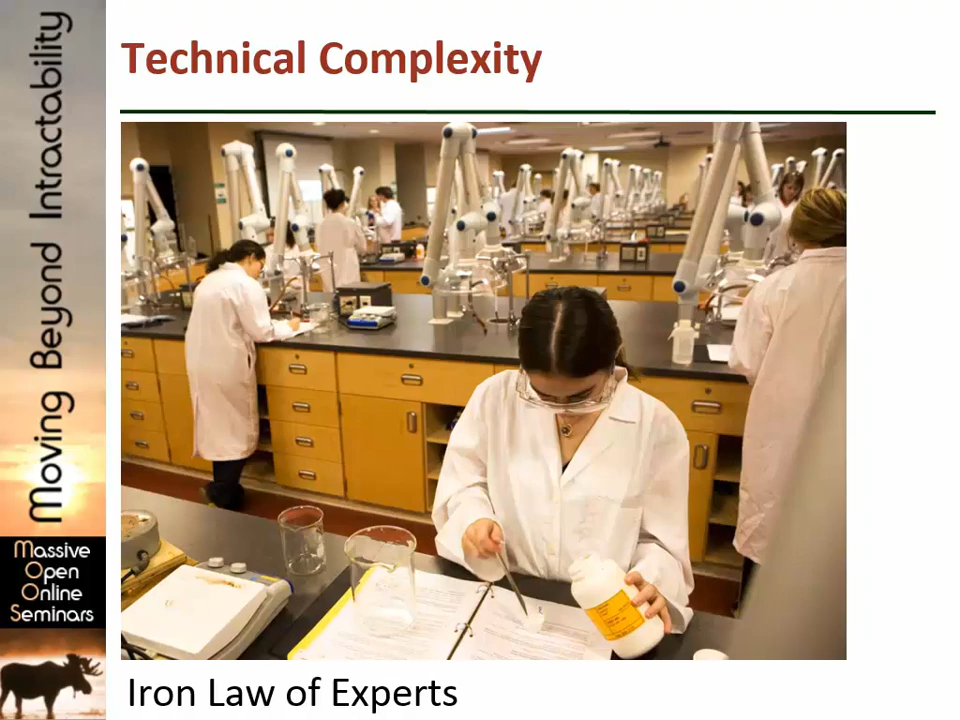 Technical Complexity
Moving Beyond Intractability
Massive
Open
Online
Seminars
Iron Law of Experts